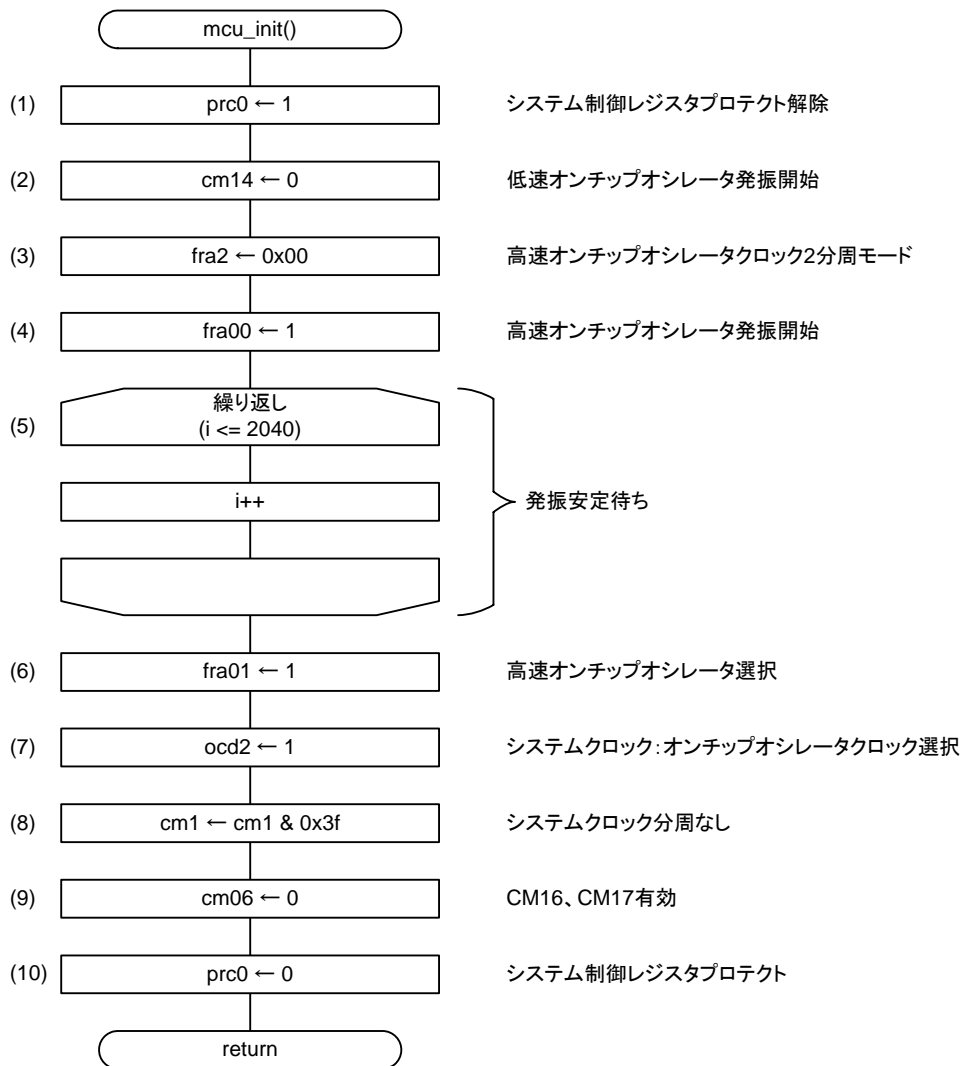 mcu_init()
(1) prc0 ← 1 システム制御レジスタプロテクト解除
(2) cm14 ← 0 低速オンチップオシレータ発振開始
(3) fra2 ← 0x00 高速オンチップオシレータクロック2分周モード
(4) fra00 ← 1 高速オンチップオシレータ発振開始
(5) 繰り返し
(i <= 2040)
i++ 発振安定待ち
(6) fra01 ← 1 高速オンチップオシレータ選択
(7) ocd2 ← 1 システムクロック:オンチップオシレータクロック選択
(8) cm1 ← cm1 & 0x3f システムクロック分周なし
(9) cm06 ← 0 CM16、CM17有効
(10) prc0 ← 0 システム制御レジスタプロテクト
return